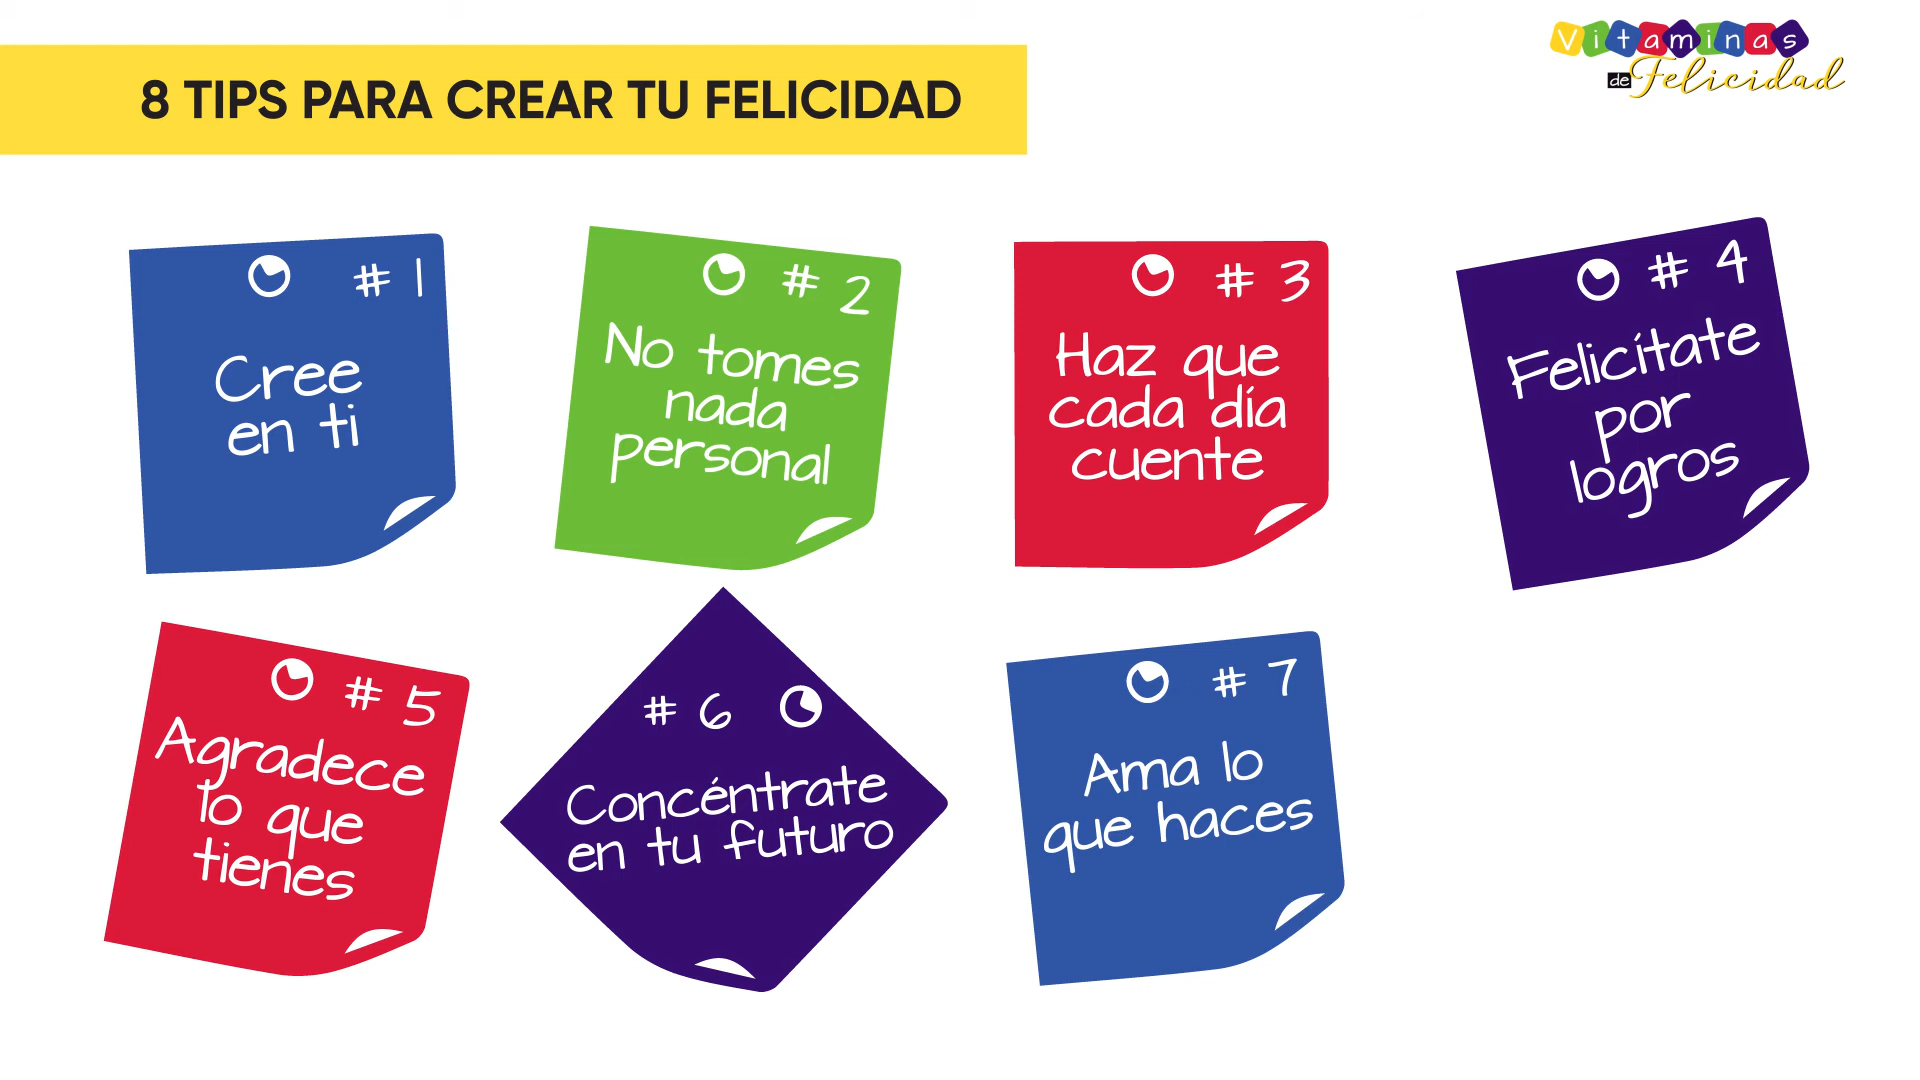 8 TIPS PARA CREAR TU FELICIDAD
Vitaminas
de Felicidad
# 1
Cree
en ti
# 2
No tomes
nada
personal
# 3
Haz que
cada día
cuente
# 4
Felicítate
por
logros
# 5
Agradece
lo que
tienes
# 6
Concéntrate
en tu futuro
# 7
Ama lo
que haces